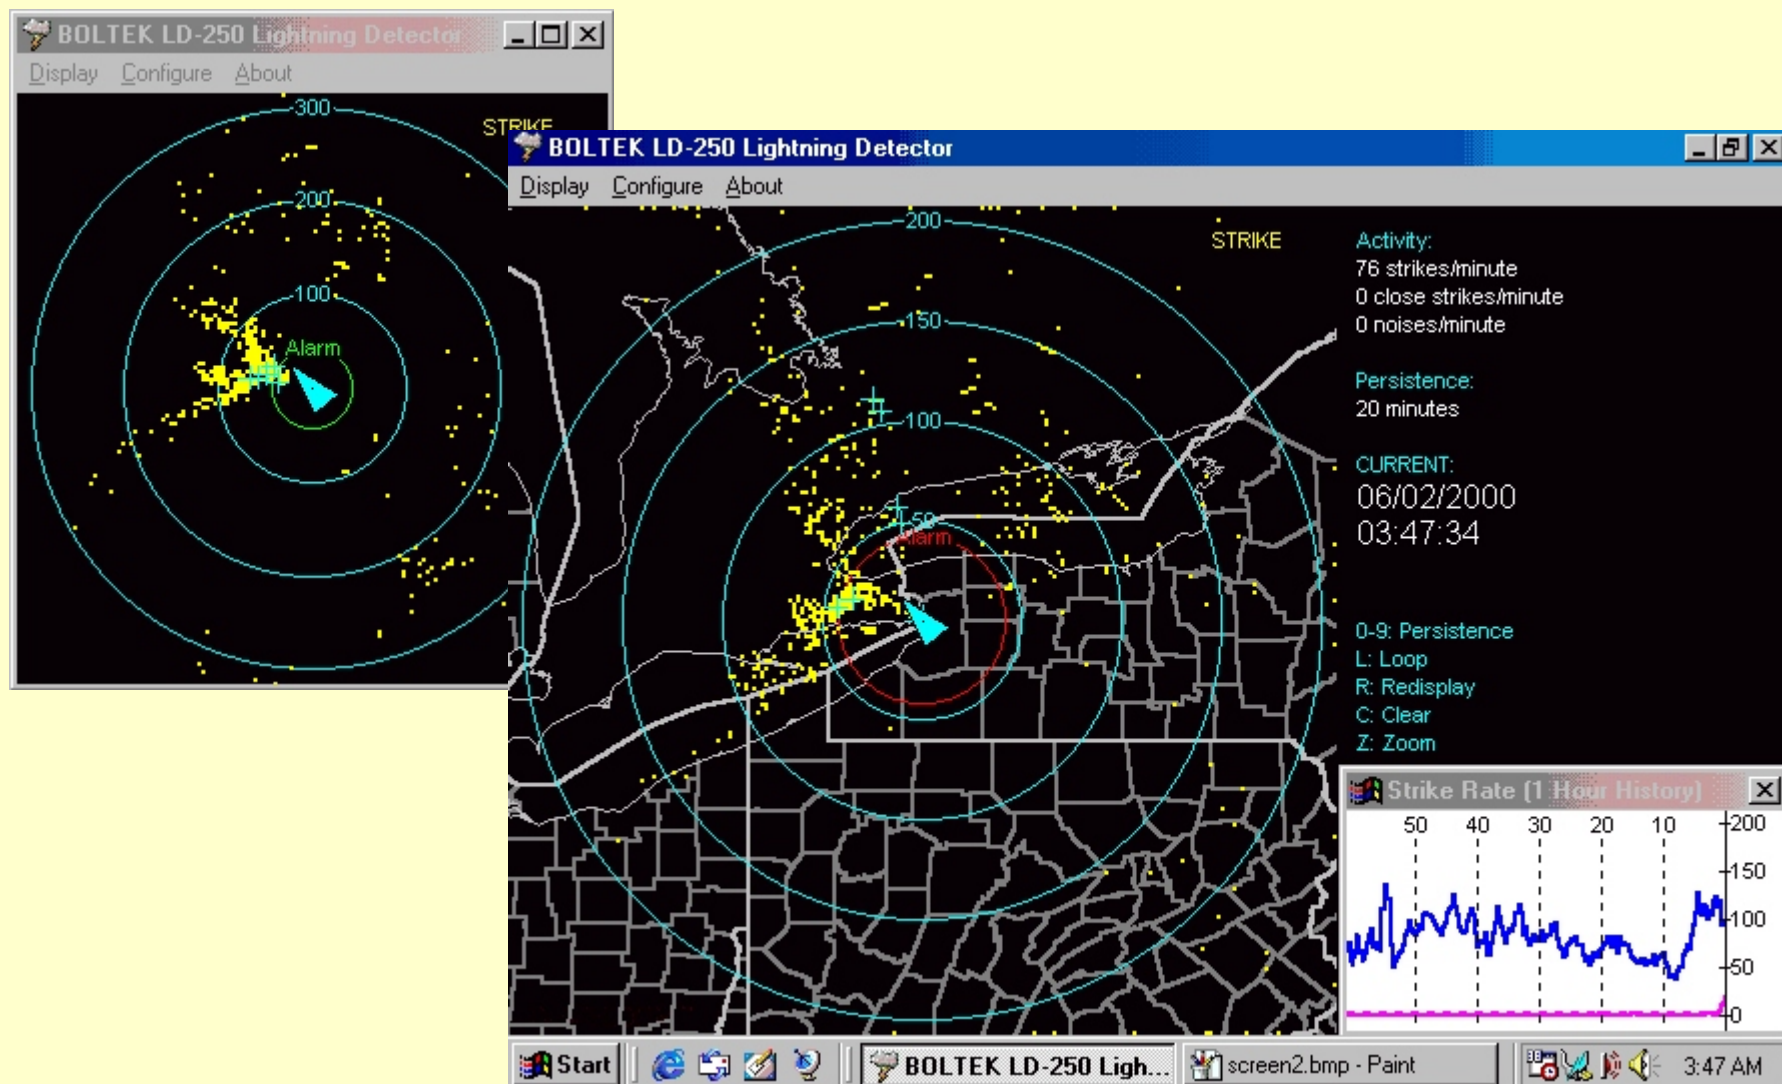 BOLTEK LD-250 Lightning Detector
Display Configure About
300
STRIKE
200
100
Alarm
BOLTEK LD-250 Lightning Detector
Display Configure About
200
STRIKE
150
100
50
Alarm
Activity:
76 strikes/minute
0 close strikes/minute
0 noises/minute
Persistence:
20 minutes
CURRENT:
06/02/2000
03:47:34
0-9: Persistence
L: Loop
R: Redisplay
C: Clear
Z: Zoom
Strike Rate (1 Hour History)
50 40 30 20 10 200
150
100
50
0
Start BOLTEK LD-250 Ligh... screen2.bmp - Paint 3:47 AM